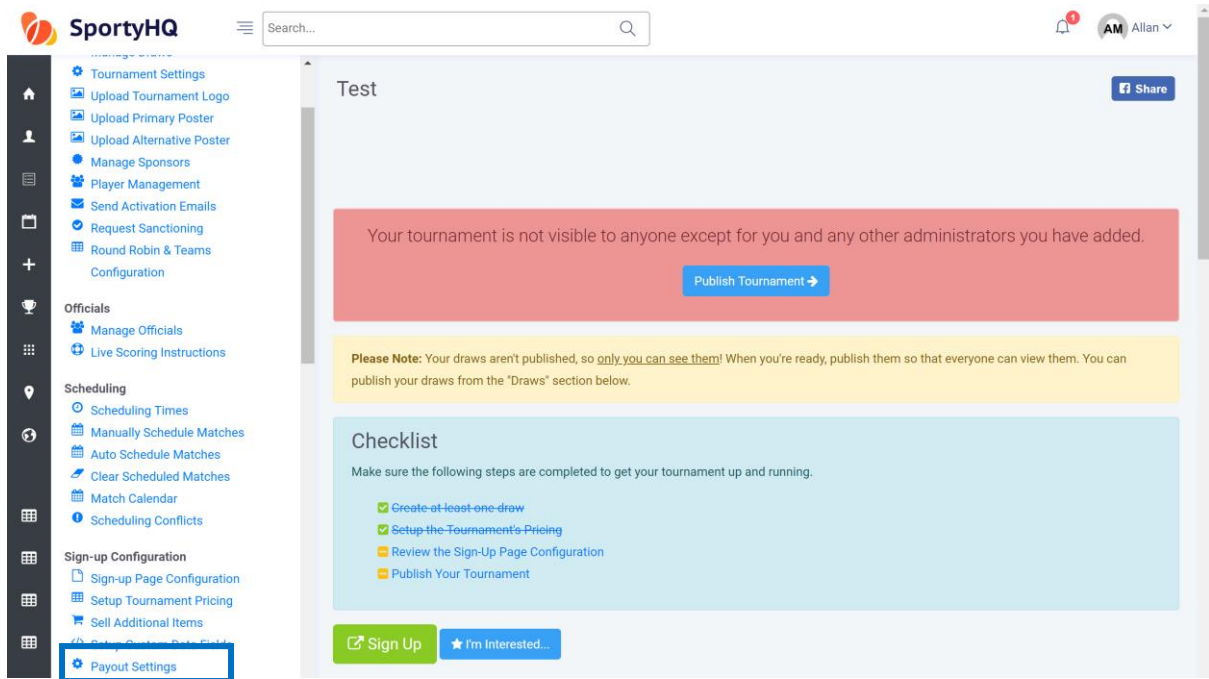 SportyHQ
Search...
1
AM Allan
Manage Draws
Tournament Settings
Upload Tournament Logo
Upload Primary Poster
Upload Alternative Poster
Manage Sponsors
Player Management
Send Activation Emails
Request Sanctioning
Round Robin & Teams
Configuration
Officials
Manage Officials
Live Scoring Instructions
Scheduling
Scheduling Times
Manually Schedule Matches
Auto Schedule Matches
Clear Scheduled Matches
Match Calendar
Scheduling Conflicts
Sign-up Configuration
Sign-up Page Configuration
Setup Tournament Pricing
Sell Additional Items
Setup Custom Data Fields
Payout Settings
Test
Share
Your tournament is not visible to anyone except for you and any other administrators you have added.
Publish Tournament
Please Note: Your draws aren't published, so only you can see them! When you're ready, publish them so that everyone can view them. You can
publish your draws from the "Draws" section below.
Checklist
Make sure the following steps are completed to get your tournament up and running.
Create at least one draw
Setup the Tournament's Pricing
Review the Sign-Up Page Configuration
Publish Your Tournament
Sign Up
I'm Interested...